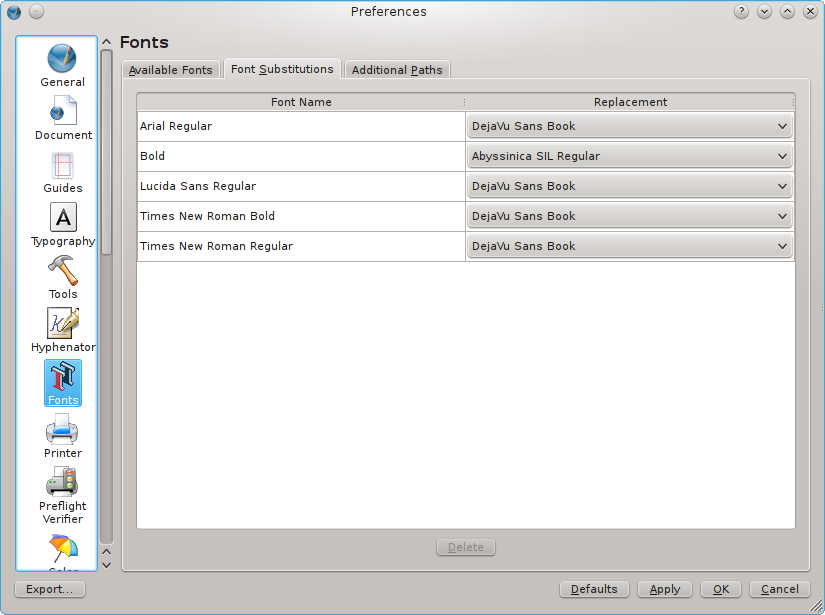 Preferences
General
Document
Guides
A
Typography
Tools
K
Hyphenator
Fonts
Printer
Preflight
Verifier
Color
Fonts
Available Fonts
Font Substitutions
Additional Paths
Font Name Replacement
Arial Regular DejaVu Sans Book
Bold Abyssinica SIL Regular
Lucida Sans Regular DejaVu Sans Book
Times New Roman Bold DejaVu Sans Book
Times New Roman Regular DejaVu Sans Book
Delete
Export...
Defaults
Apply
OK
Cancel